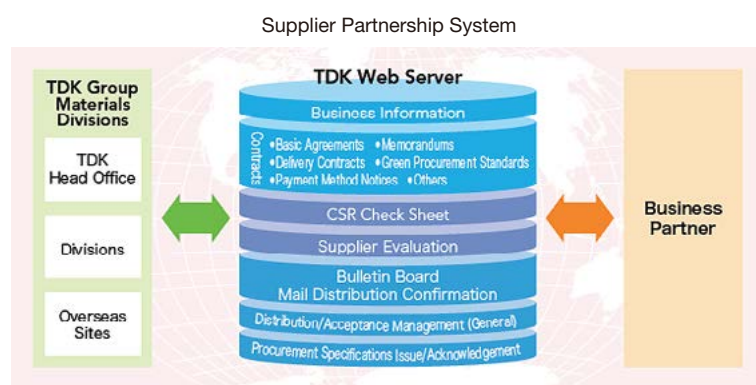 Supplier Partnership System
TDK Group
Materials
Divisions
TDK
Head Office
Divisions
Overseas
Sites
TDK Web Server
Business Information
Contracts
•Basic Agreements •Memorandums
•Delivery Contracts •Green Procurement Standards
•Payment Method Notices •Others
CSR Check Sheet
Supplier Evaluation
Bulletin Board
Mail Distribution Confirmation
Distribution/Acceptance Management (General)
Procurement Specifications Issue/Acknowledgement
Business
Partner